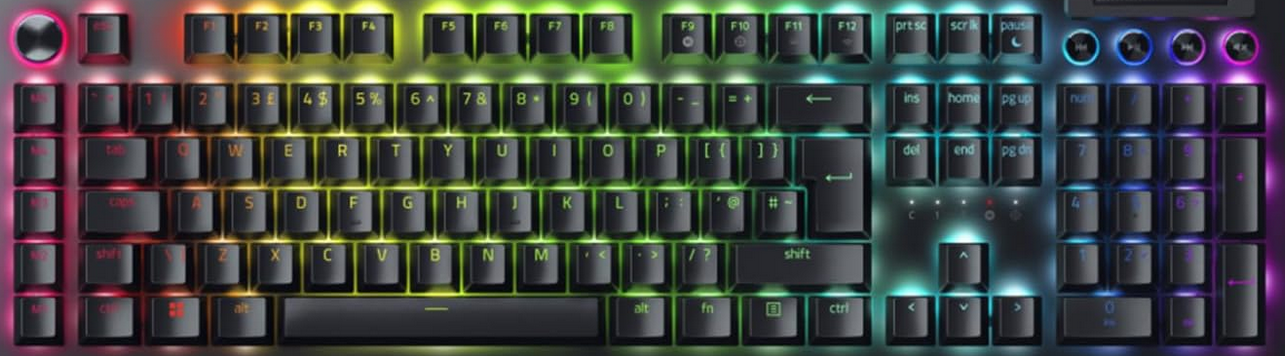 esc F1 F2 F3 F4 F5 F6 F7 F8 F9 F10 F11 F12 prt sc scr lk pause
1 2 3 £ 4 $ 5 % 6 ^ 7 & 8 * 9 ( 0 ) - _ = + ← ins home pg up num / * -
tab Q W E R T Y U I O P [ { ] } del end pg dn 7 8 9 +
caps A S D F G H J K L ; : ' @ # ~ 4 5 6
shift \ | Z X C V B N M , < . > / ? shift ^ 1 2 3
ctrl alt alt fn ctrl < v > 0